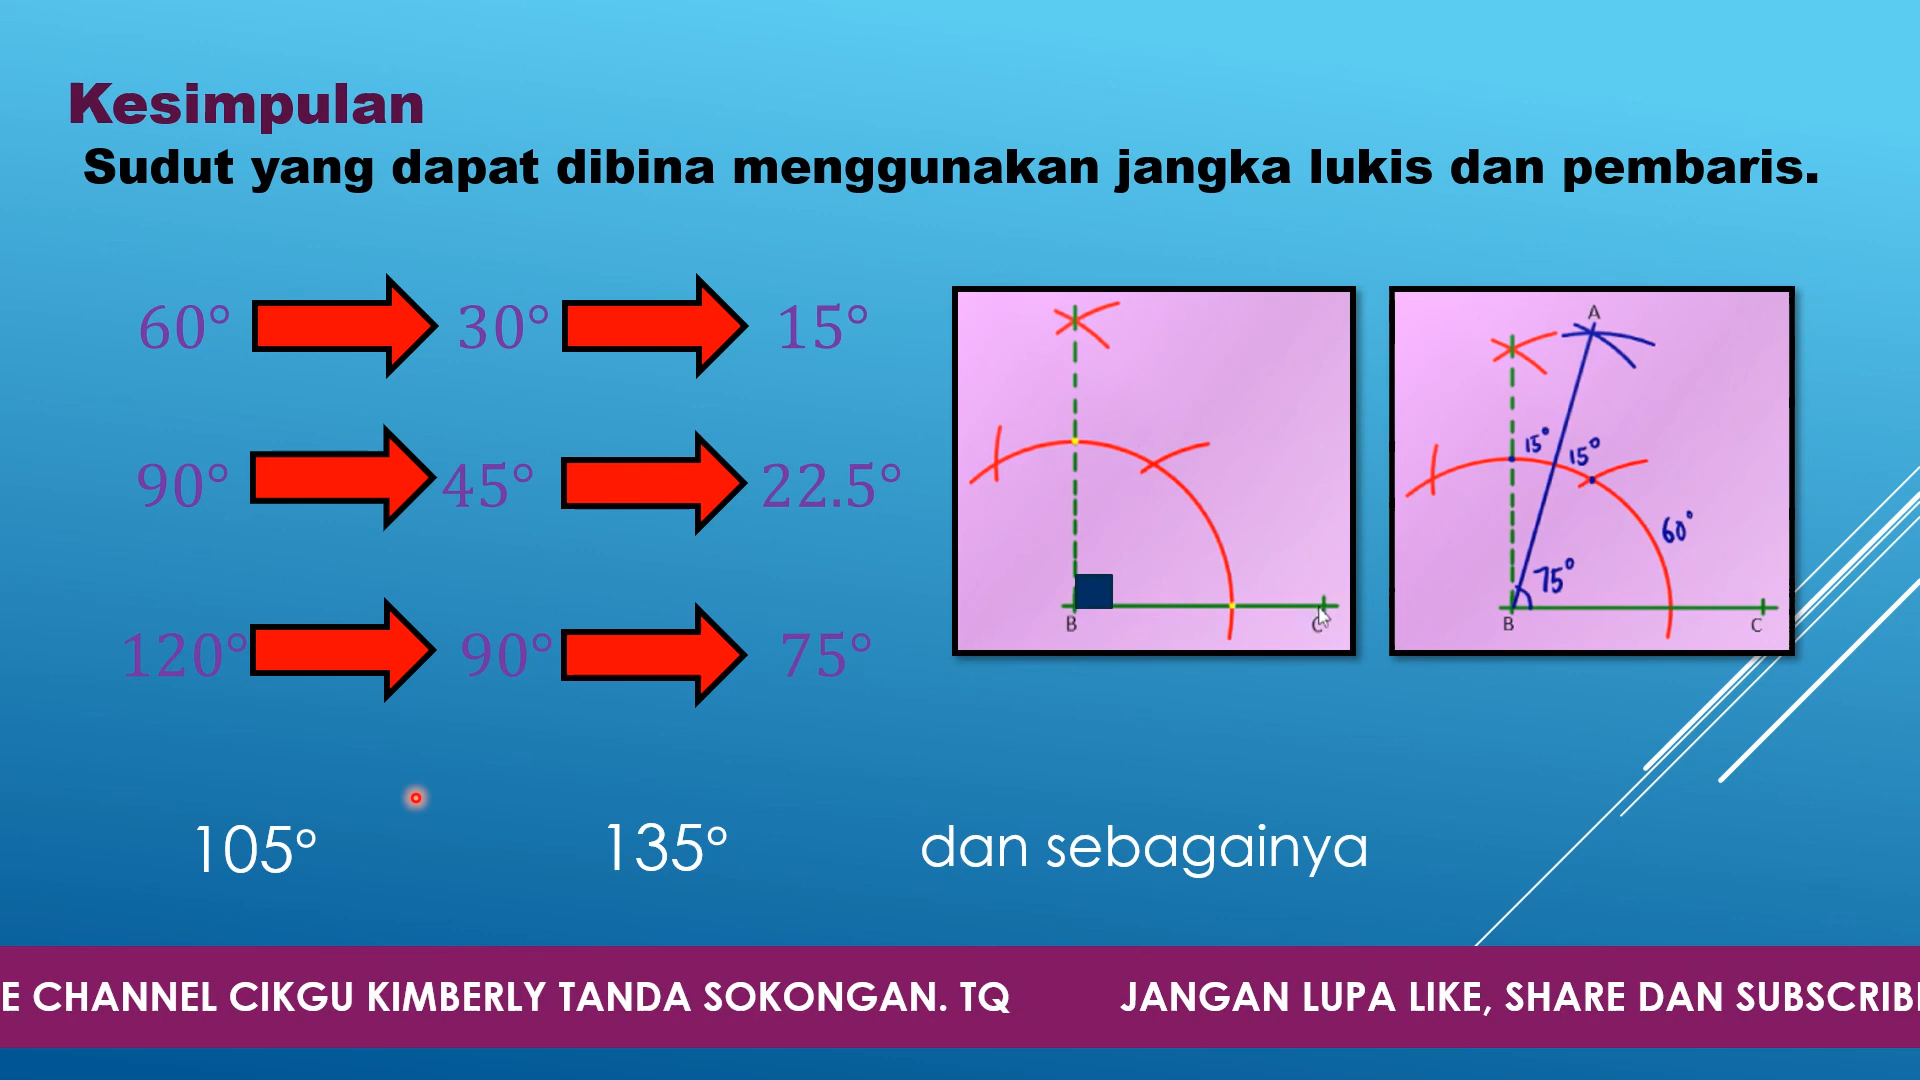 Kesimpulan
Sudut yang dapat dibina menggunakan jangka lukis dan pembaris.
60° 30° 15°
90° 45° 22.5°
120° 90° 75°
B C
A
15° 15°
60°
75°
B C
105° 135° dan sebagainya
E CHANNEL CIKGU KIMBERLY TANDA SOKONGAN. TQ JANGAN LUPA LIKE, SHARE DAN SUBSCRIB